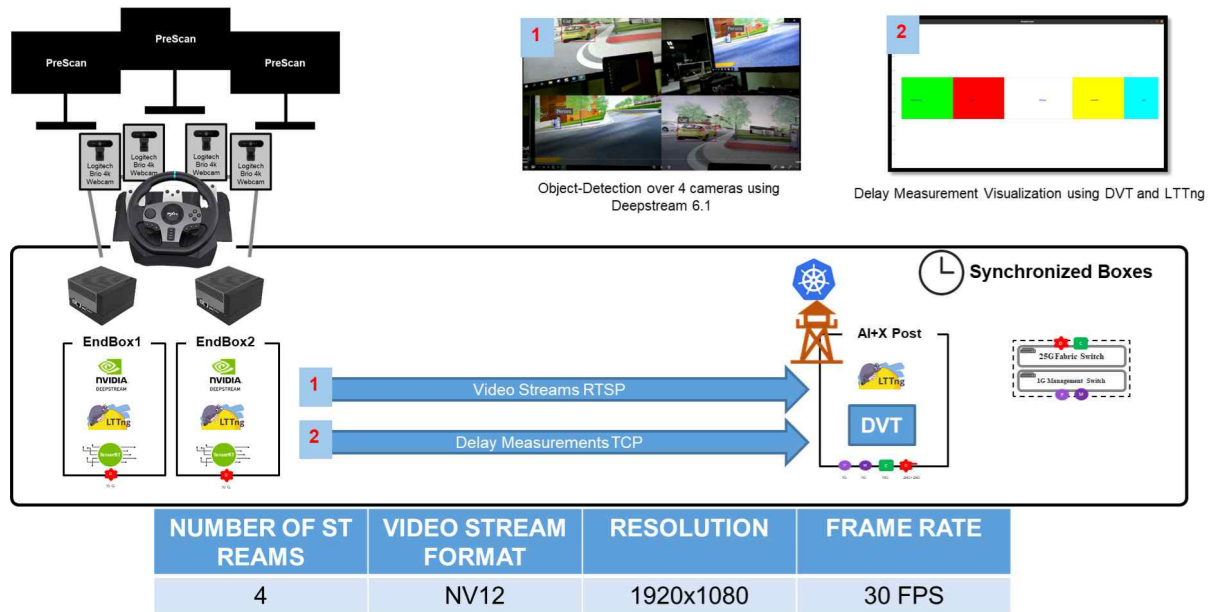 PreScan
PreScan
PreScan
Logitech
Brio 4k
Webcam
Logitech
Brio 4k
Webcam
Logitech
Brio 4k
Webcam
Logitech
Brio 4k
Webcam
1
Object-Detection over 4 cameras using
Deepstream 6.1
2
Delay Measurement Visualization using DVT and LTTng
Synchronized Boxes
EndBox1
NVIDIA
DEEPSTREAM
LTTng
TensorRT
EndBox2
NVIDIA
DEEPSTREAM
LTTng
TensorRT
1
Video Streams RTSP
2
Delay Measurements TCP
AI+X Post
LTTng
DVT
D
C
25G Fabric Switch
1G Management Switch
P
M
NUMBER OF ST
REAMS
VIDEO STREAM
FORMAT
RESOLUTION
FRAME RATE
4
NV12
1920x1080
30 FPS